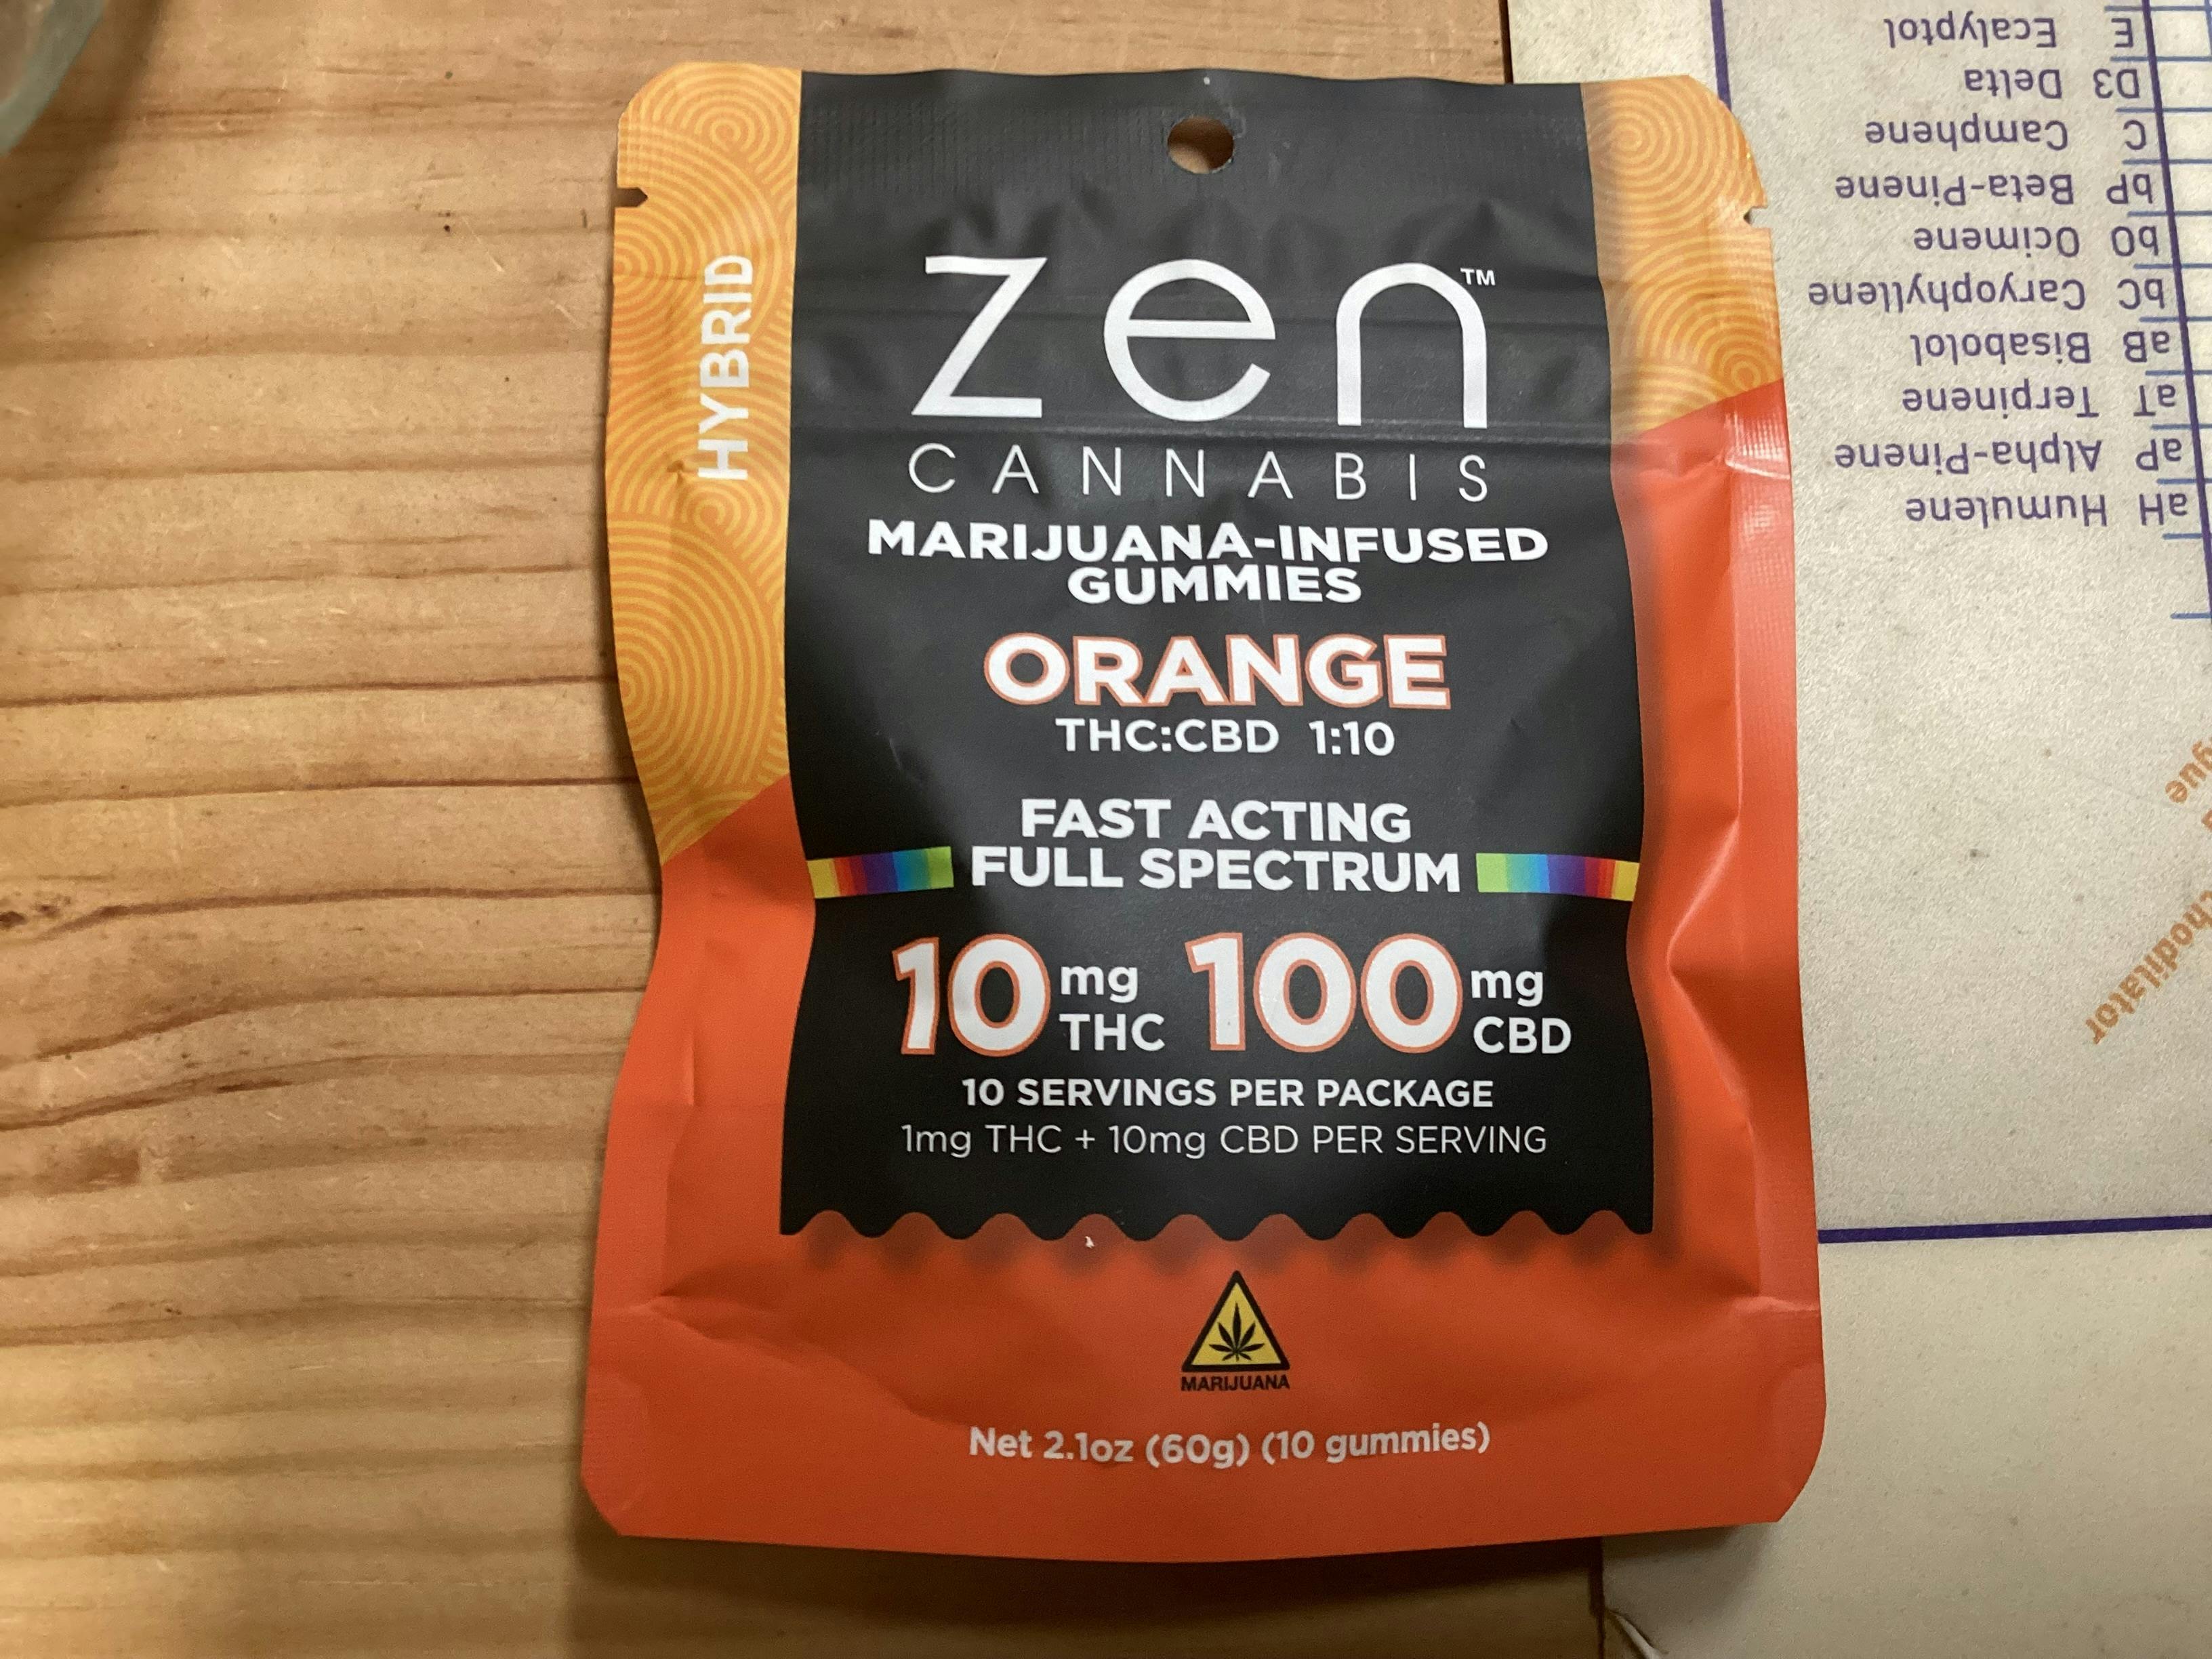 HYBRID
zen™
CANNABIS
MARIJUANA-INFUSED
GUMMIES
ORANGE
THC:CBD 1:10
FAST ACTING
FULL SPECTRUM
10 mg THC 100 mg CBD
10 SERVINGS PER PACKAGE
1mg THC + 10mg CBD PER SERVING
MARIJUANA
Net 2.1oz (60g) (10 gummies)
aH Humulene
aP Alpha-Pinene
aT Terpinene
aB Bisabolol
bC Caryophyllene
bO Ocimene
bP Beta-Pinene
C Camphene
D3 Delta
E Ecalyptol